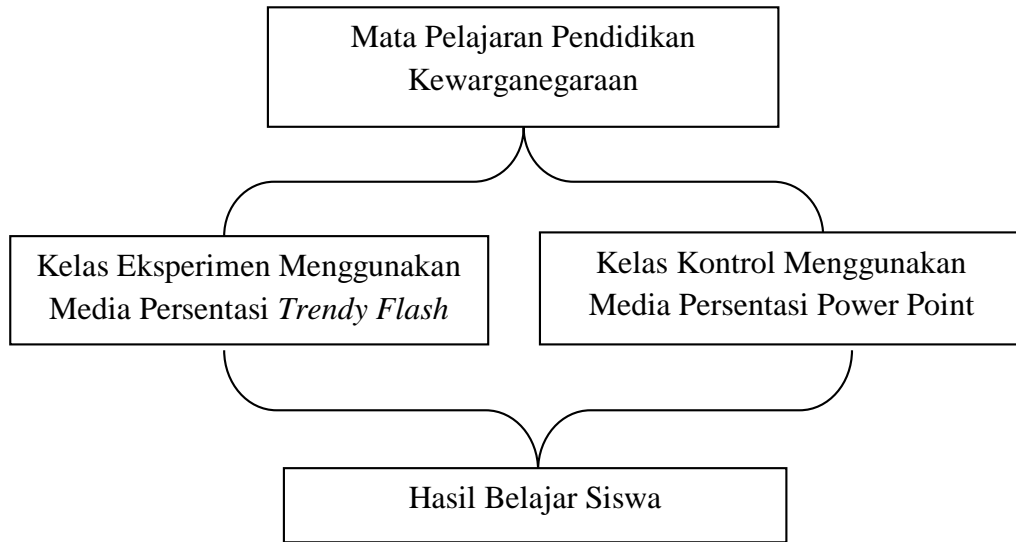 Mata Pelajaran Pendidikan
Kewarganegaraan
Kelas Eksperimen Menggunakan
Media Persentasi Trendy Flash
Kelas Kontrol Menggunakan
Media Persentasi Power Point
Hasil Belajar Siswa